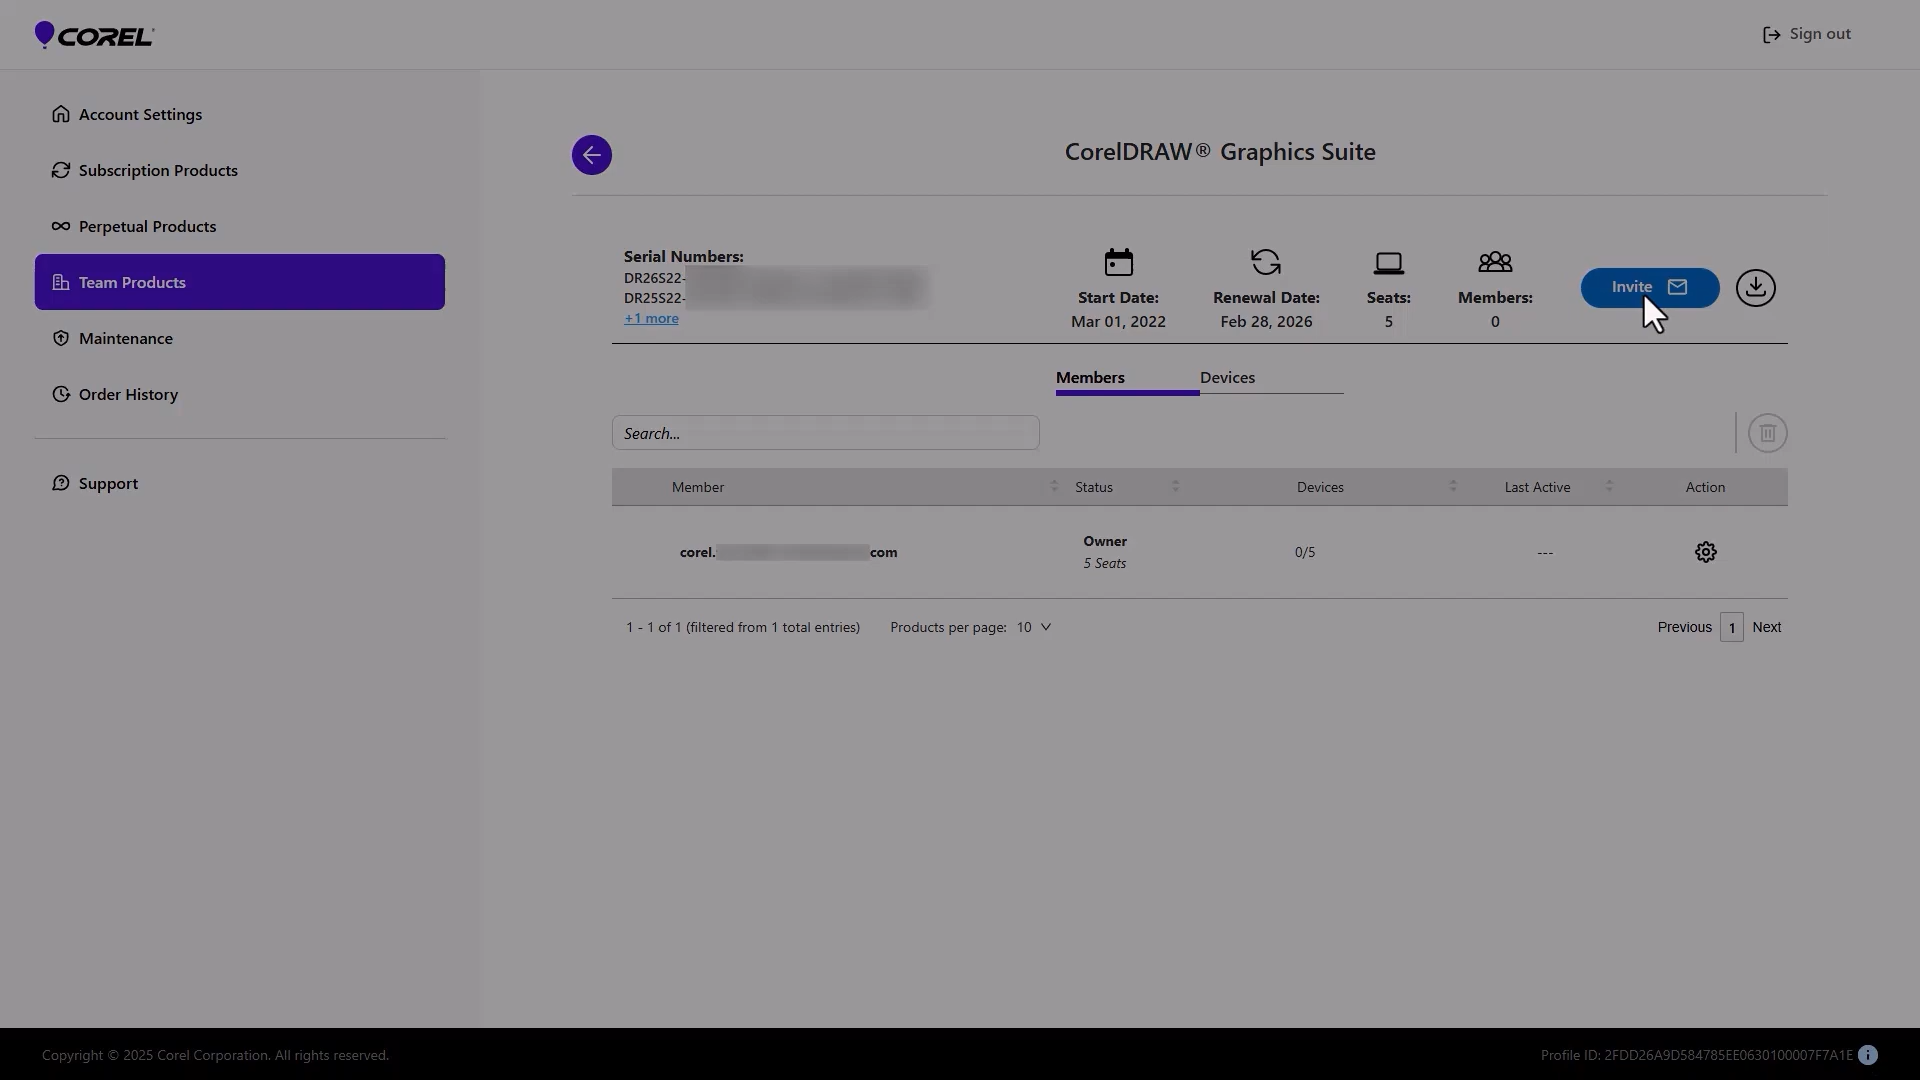 COREL
Sign out
Account Settings
Subscription Products
Perpetual Products
Team Products
Maintenance
Order History
Support
CorelDRAW® Graphics Suite
Serial Numbers:
DR26S22-
DR25S22-
+1 more
Start Date:
Mar 01, 2022
Renewal Date:
Feb 28, 2026
Seats:
5
Members:
0
Invite
Members Devices
Search...
Member Status Devices Last Active Action
corel. com
Owner
5 Seats
0/5
---
1 - 1 of 1 (filtered from 1 total entries) Products per page: 10
Previous 1 Next
Copyright © 2025 Corel Corporation. All rights reserved.
Profile ID: 2FDD26A9D584785EE0630100007F7A1E